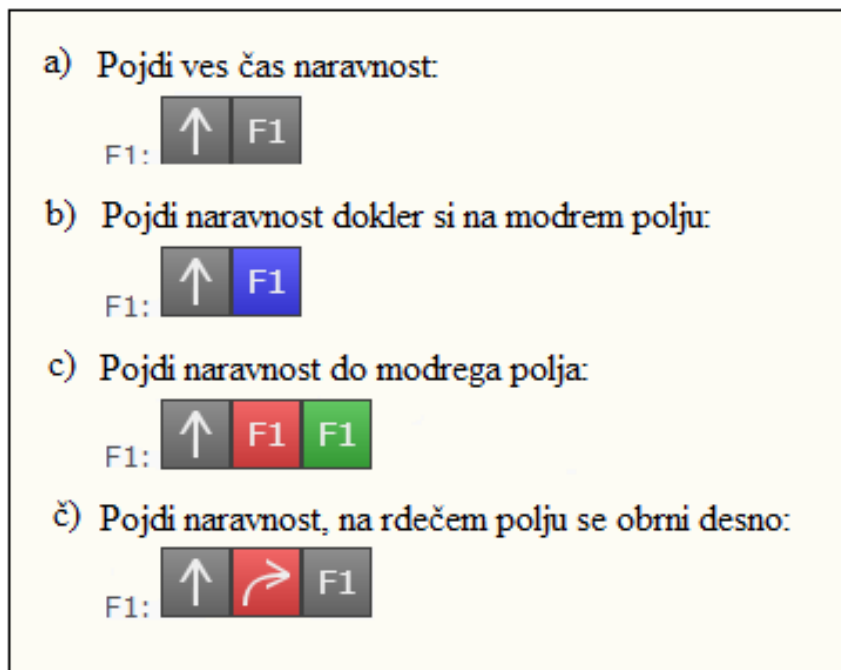 a) Pojdi ves čas naravnost:
F1: ↑ F1
b) Pojdi naravnost dokler si na modrem polju:
F1: ↑ F1
c) Pojdi naravnost do modrega polja:
F1: ↑ F1 F1
č) Pojdi naravnost, na rdečem polju se obrni desno:
F1: ↑ ↱ F1